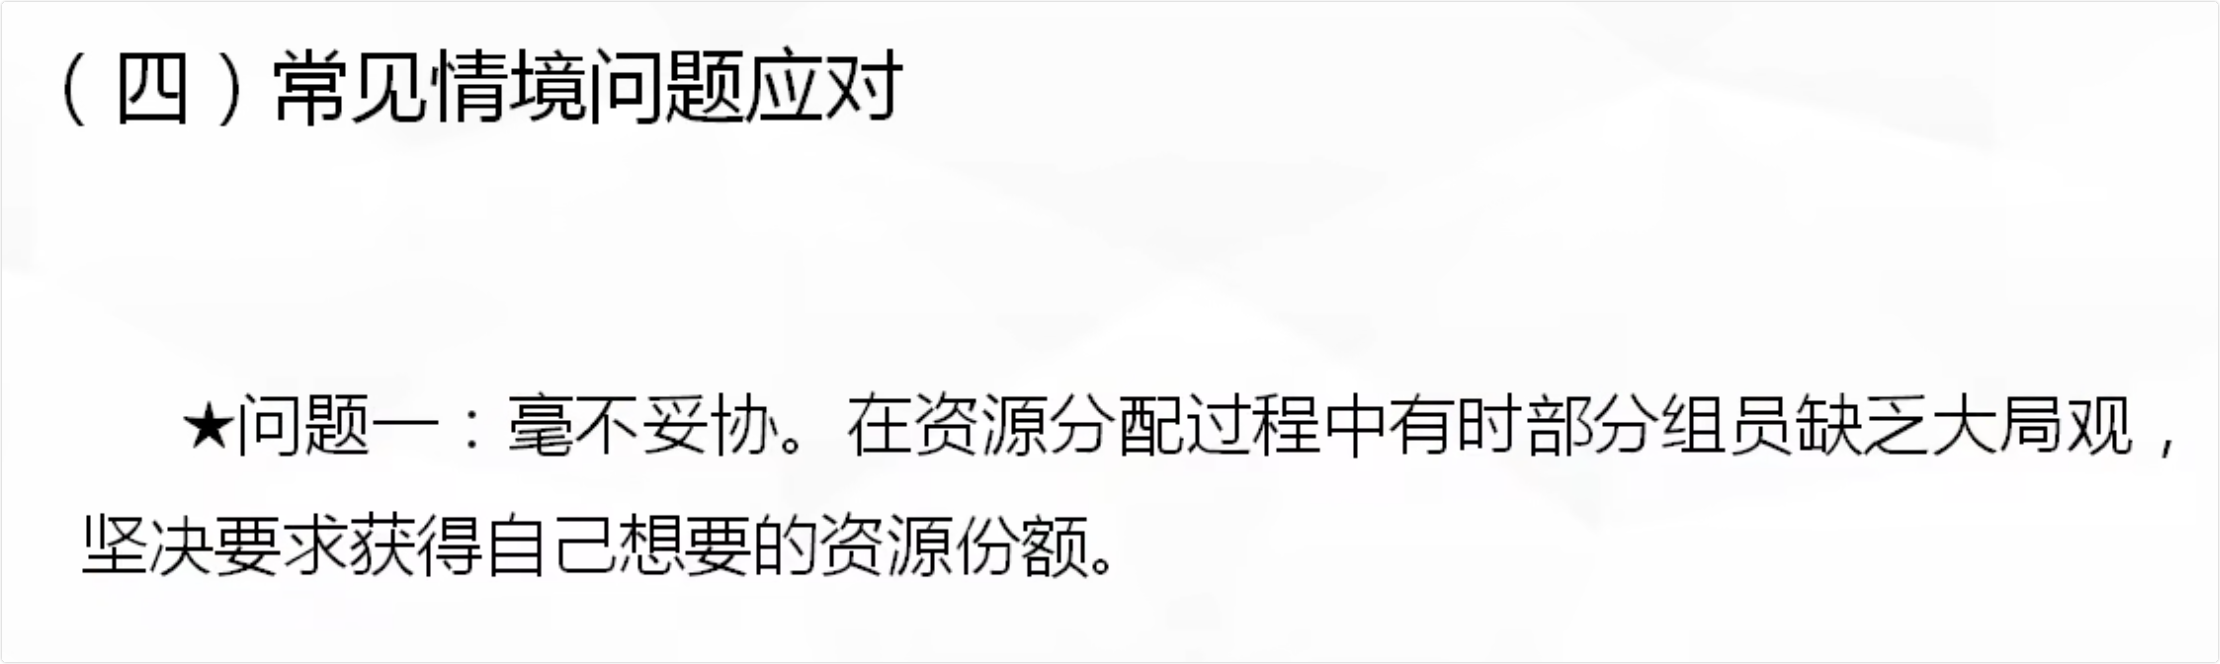 （四）常见情境问题应对
★问题一：毫不妥协。在资源分配过程中有时部分组员缺乏大局观，
坚决要求获得自己想要的资源份额。